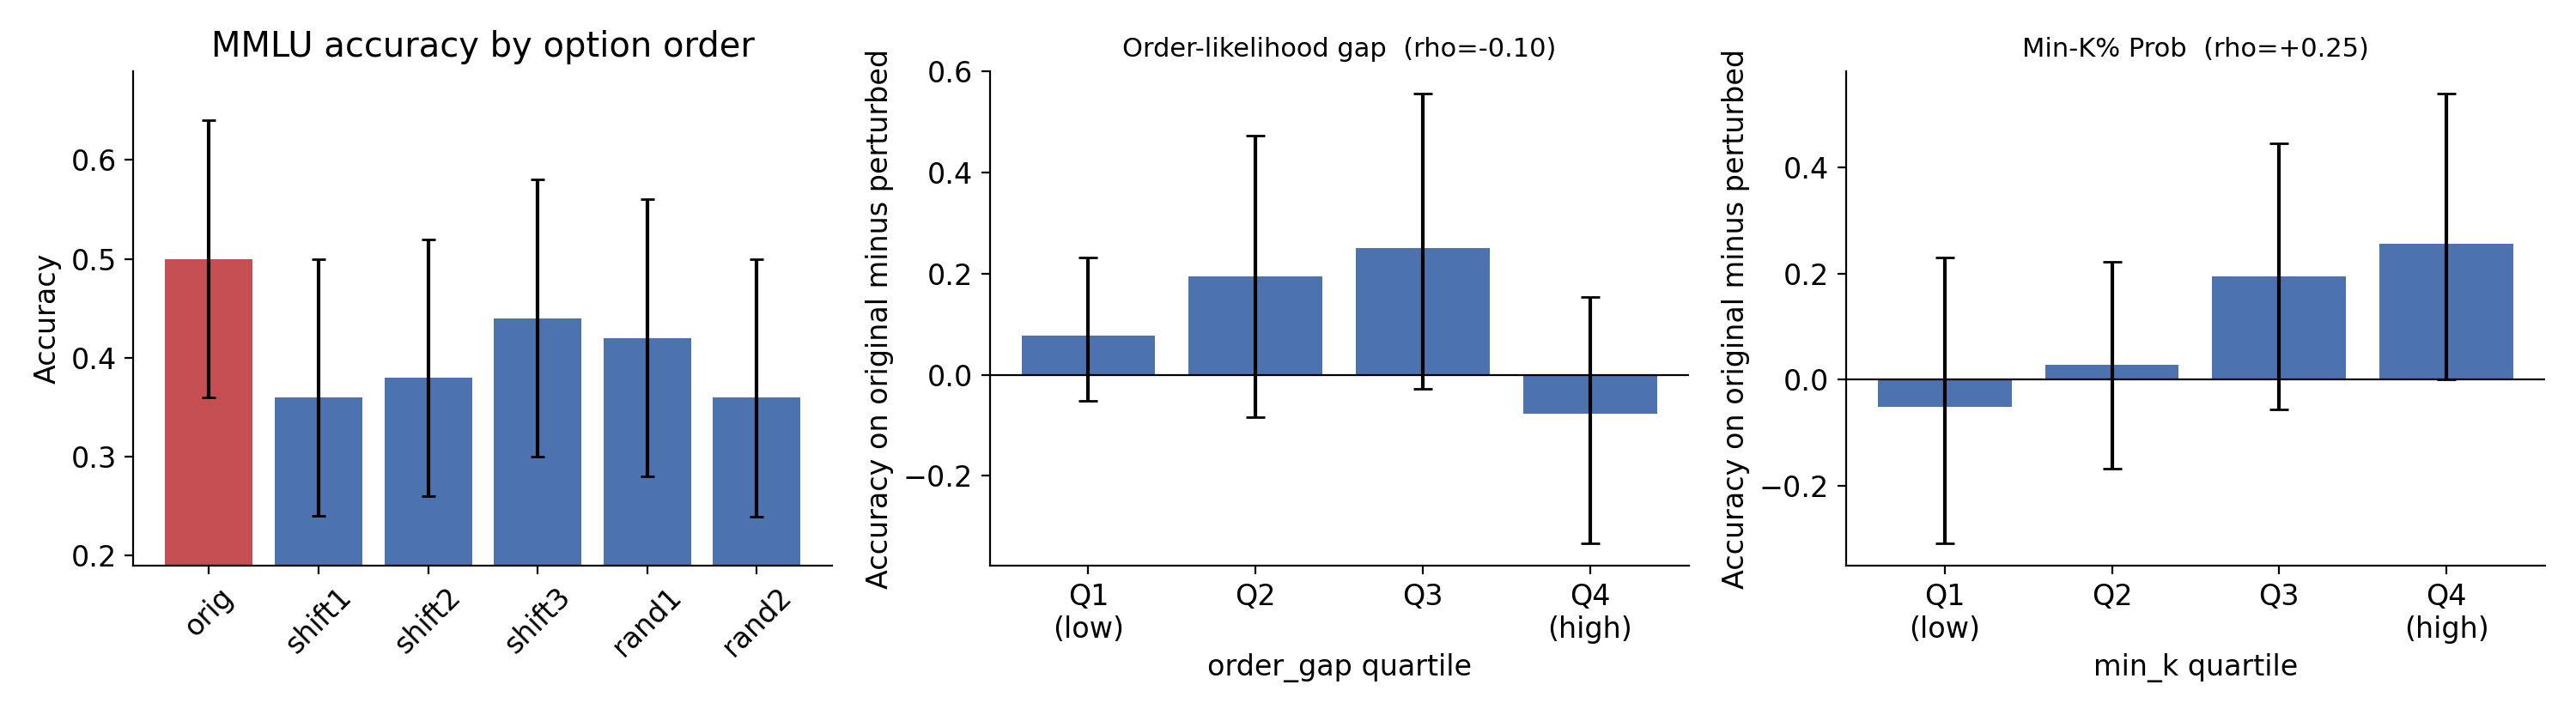 MMLU accuracy by option order
Accuracy
0.6
0.5
0.4
0.3
0.2
orig
shift1
shift2
shift3
rand1
rand2
Order-likelihood gap (rho=-0.10)
Accuracy on original minus perturbed
0.6
0.4
0.2
0.0
−0.2
Q1
(low)
Q2
Q3
Q4
(high)
order_gap quartile
Min-K% Prob (rho=+0.25)
Accuracy on original minus perturbed
0.4
0.2
0.0
−0.2
Q1
(low)
Q2
Q3
Q4
(high)
min_k quartile